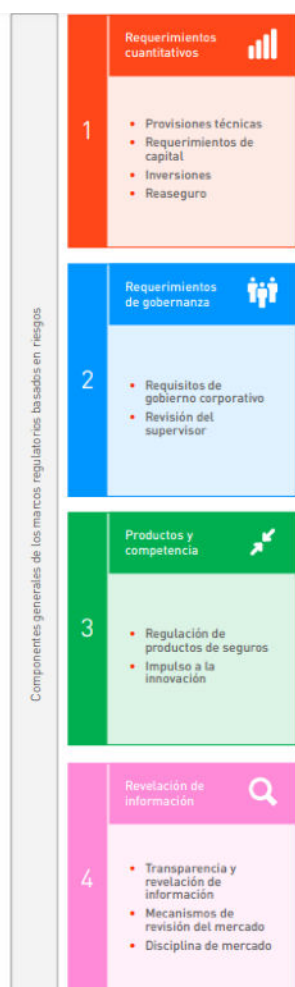 Componentes generales de los marcos regulatorios basados en riesgos
1
Requerimientos
cuantitativos
• Provisiones técnicas
• Requerimientos de
capital
• Inversiones
• Reaseguro
2
Requerimientos
de gobernanza
• Requisitos de
gobierno corporativo
• Revisión del
supervisor
3
Productos y
competencia
• Regulación de
productos de seguros
• Impulso a la
innovación
4
Revelación de
información
• Transparencia y
revelación de
información
• Mecanismos de
revisión del mercado
• Disciplina de mercado